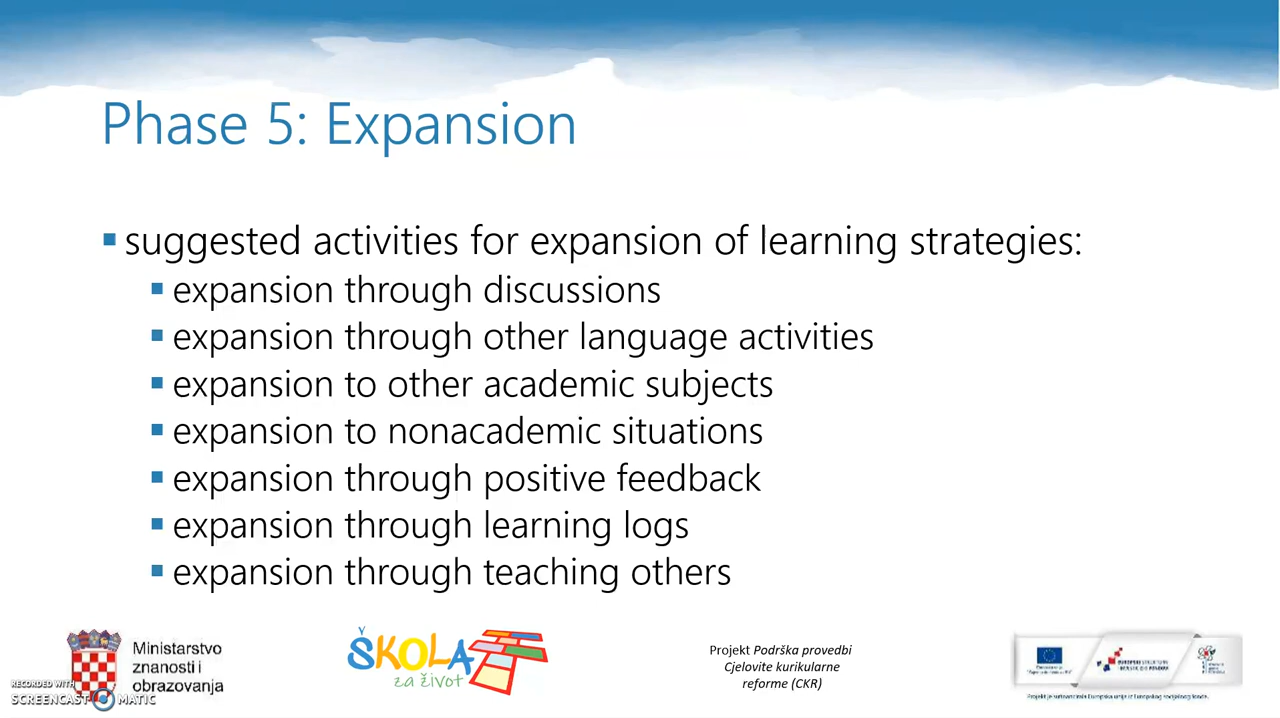 Phase 5: Expansion
suggested activities for expansion of learning strategies:
expansion through discussions
expansion through other language activities
expansion to other academic subjects
expansion to nonacademic situations
expansion through positive feedback
expansion through learning logs
expansion through teaching others
Ministarstvo
znanosti i
obrazovanja
RECORDED WITH
SCREENCAST MATIC
ŠKOLA
za život
Projekt Podrška provedbi
Cjelovite kurikularne
reforme (CKR)